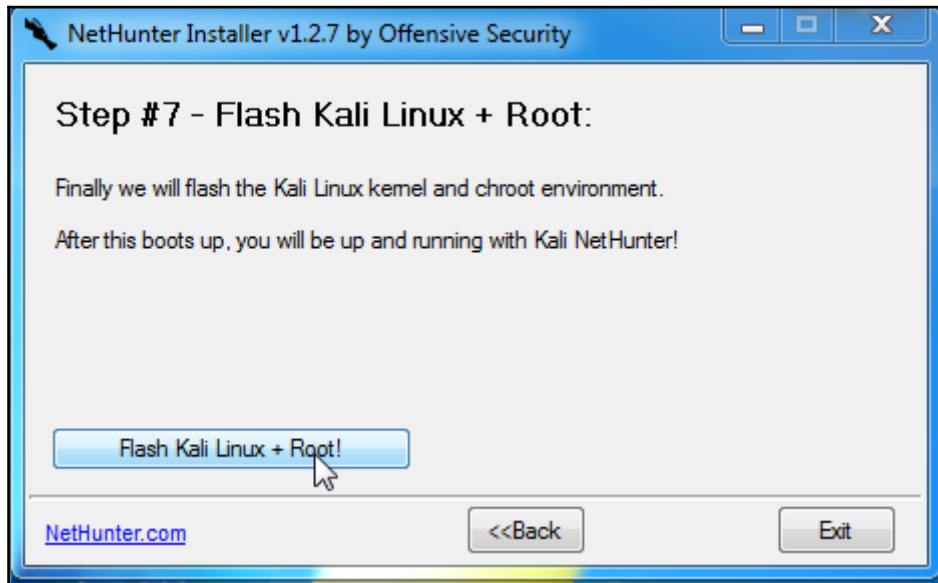 NetHunter Installer v1.2.7 by Offensive Security
Step #7 - Flash Kali Linux + Root:
Finally we will flash the Kali Linux kernel and chroot environment.
After this boots up, you will be up and running with Kali NetHunter!
Flash Kali Linux + Root!
NetHunter.com
<<Back
Exit